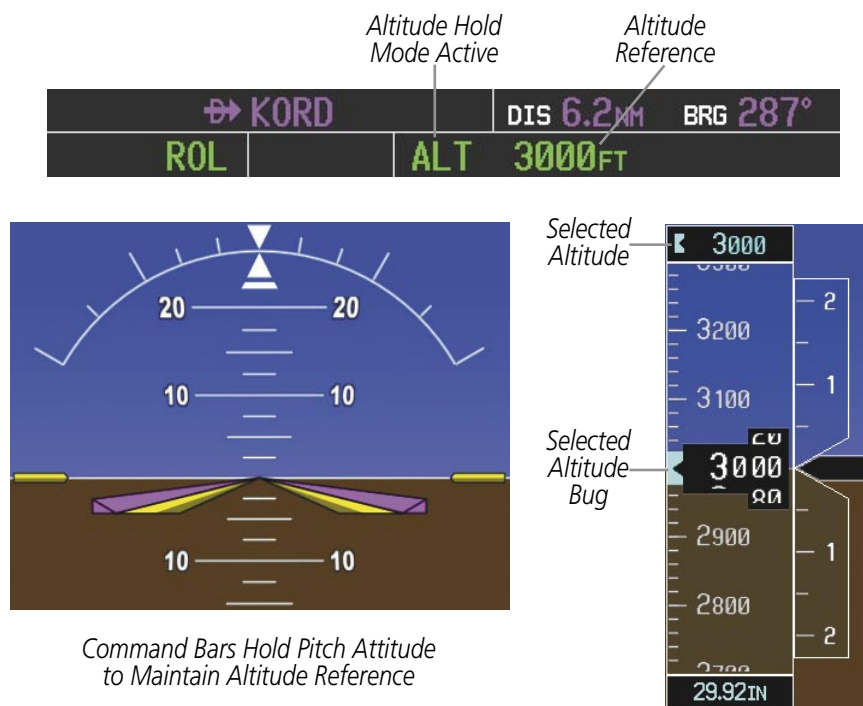 Altitude Hold
Mode Active
Altitude
Reference
D KORD
DIS 6.2NM BRG 287°
ROL
ALT 3000FT
20 20
10 10
10 10
Command Bars Hold Pitch Attitude
to Maintain Altitude Reference
Selected
Altitude
3000
3200
3100
Selected
Altitude
Bug
3000
2900
2800
29.92IN
2
1
1
2